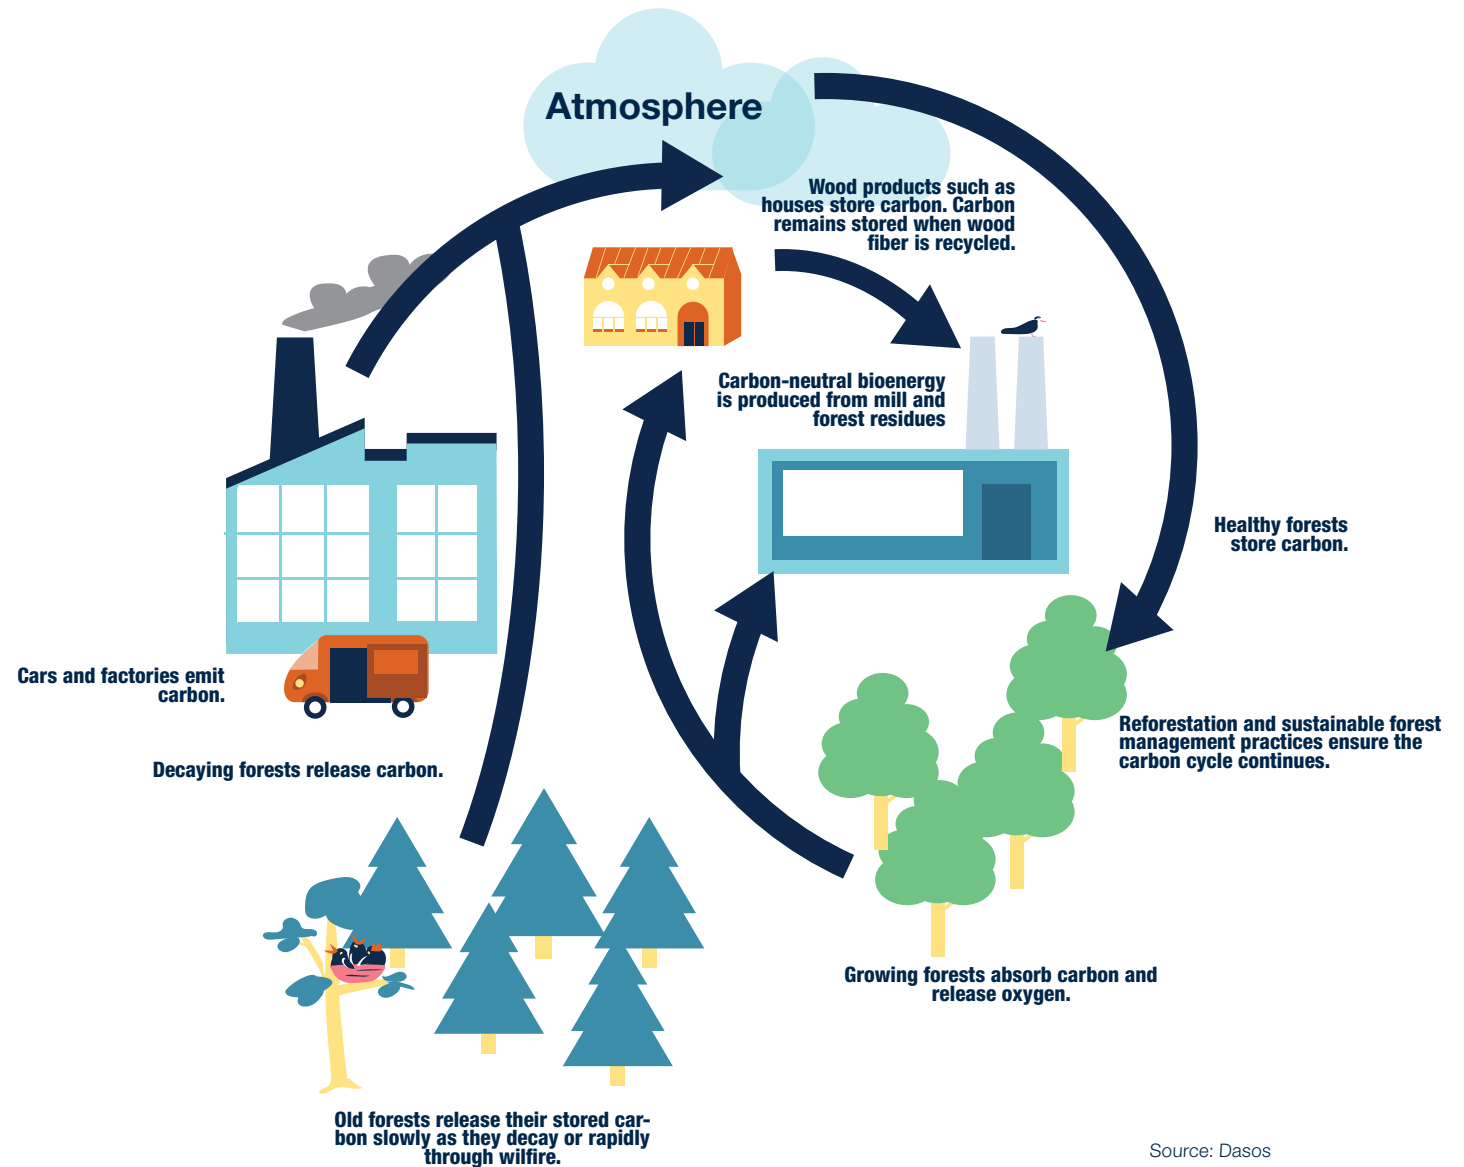 Atmosphere
Wood products such as
houses store carbon. Carbon
remains stored when wood
fiber is recycled.
Carbon-neutral bioenergy
is produced from mill and
forest residues
Healthy forests
store carbon.
Cars and factories emit
carbon.
Reforestation and sustainable forest
management practices ensure the
carbon cycle continues.
Decaying forests release carbon.
Growing forests absorb carbon and
release oxygen.
Old forests release their stored car-
bon slowly as they decay or rapidly
through wilfire.
Source: Dasos